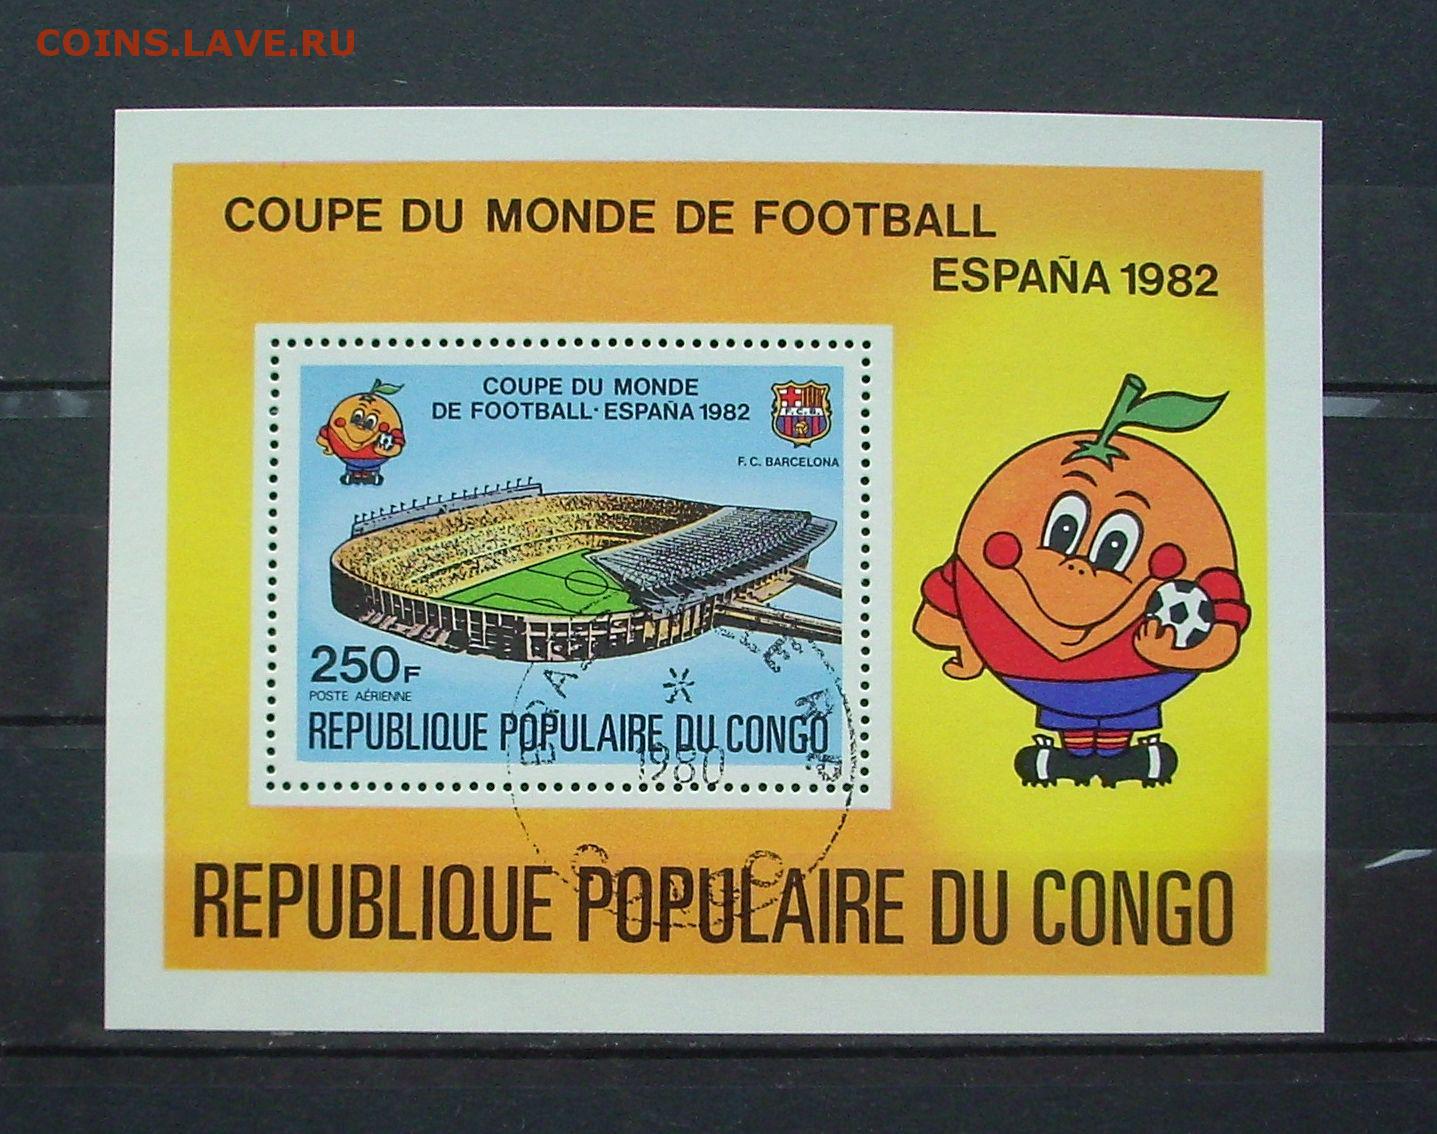 COINS.LAVE.RU
COUPE DU MONDE DE FOOTBALL
ESPAÑA 1982
COUPE DU MONDE
DE FOOTBALL·ESPAÑA 1982
F.C.B.
F.C. BARCELONA
250F
POSTE AÉRIENNE
REPUBLIQUE POPULAIRE DU CONGO
1980
REPUBLIQUE POPULAIRE DU CONGO